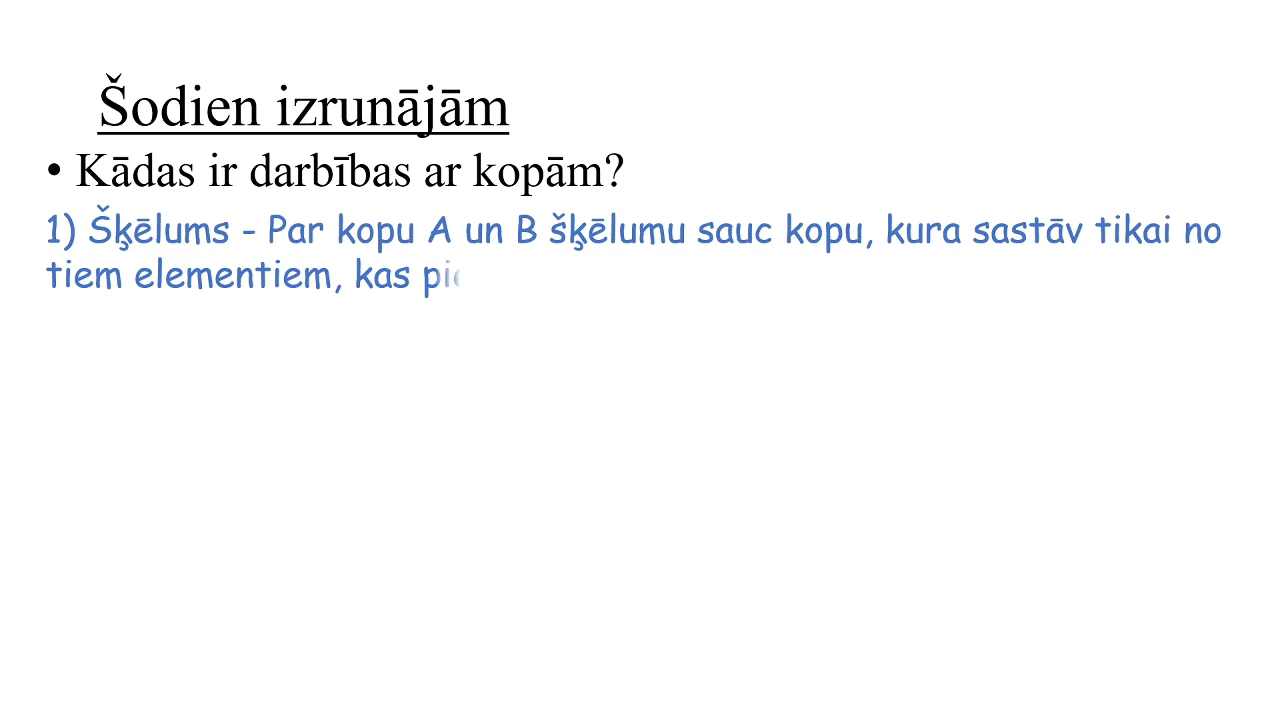 Šodien izrunājām
• Kādas ir darbības ar kopām?
1) Šķēlums - Par kopu A un B šķēlumu sauc kopu, kura sastāv tikai no
tiem elementiem, kas